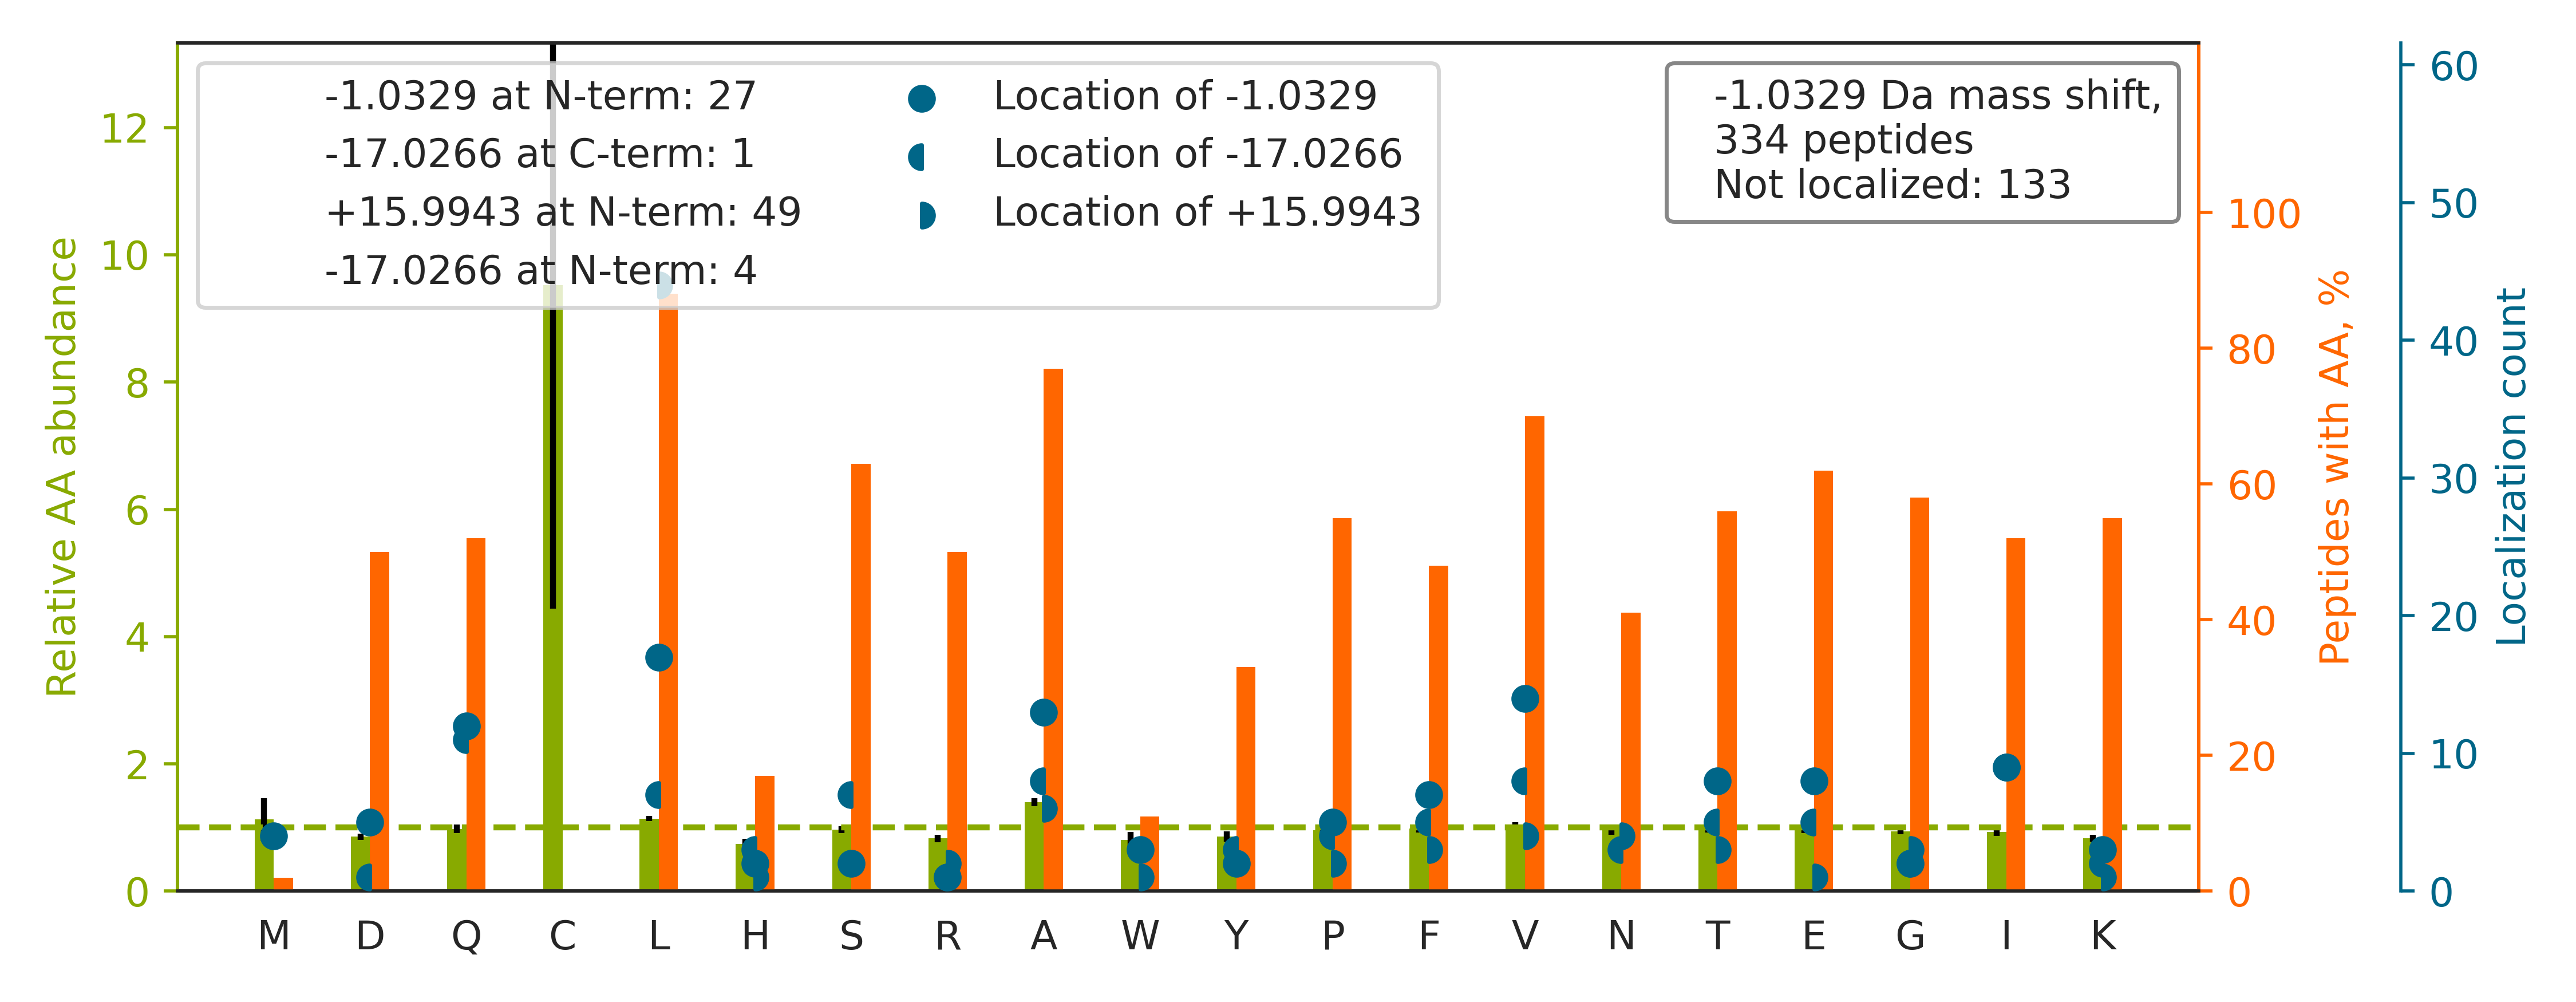 -1.0329 at N-term: 27
-17.0266 at C-term: 1
+15.9943 at N-term: 49
-17.0266 at N-term: 4
Location of -1.0329
Location of -17.0266
Location of +15.9943
-1.0329 Da mass shift,
334 peptides
Not localized: 133
Relative AA abundance
12
10
8
6
4
2
0
100
80
60
40
20
0
Peptides with AA, %
60
50
40
30
20
10
0
Localization count
M D Q C L H S R A W Y P F V N T E G I K